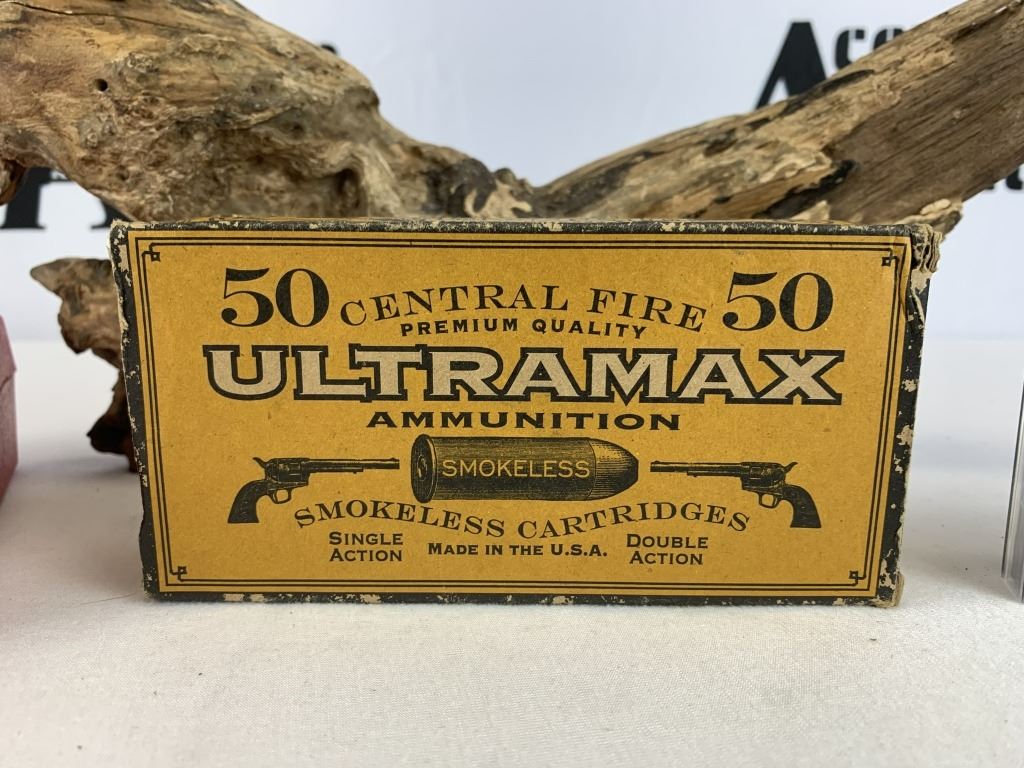 50 CENTRAL FIRE 50
PREMIUM QUALITY
ULTRAMAX
AMMUNITION
SMOKELESS
SMOKELESS CARTRIDGES
SINGLE ACTION
MADE IN THE U.S.A.
DOUBLE ACTION